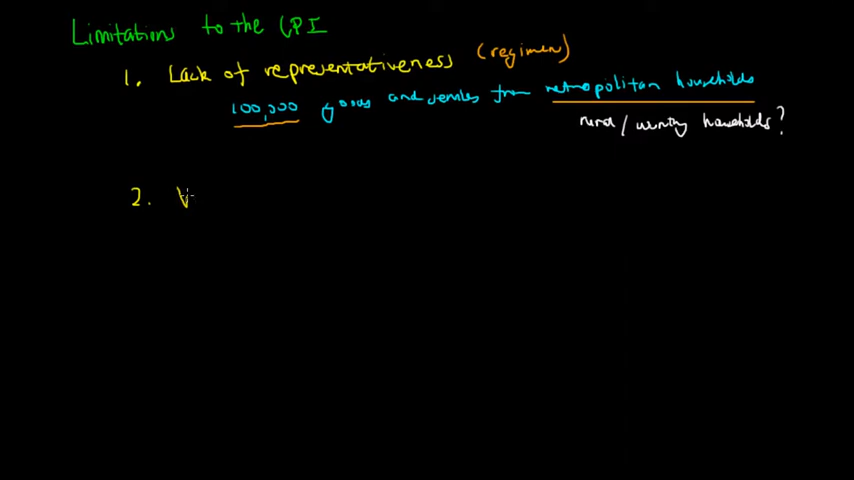 Limitations to the CPI
1. Lack of representativeness (regimen)
100,000 goods and services from metropolitan households
rural / country households?
2. V